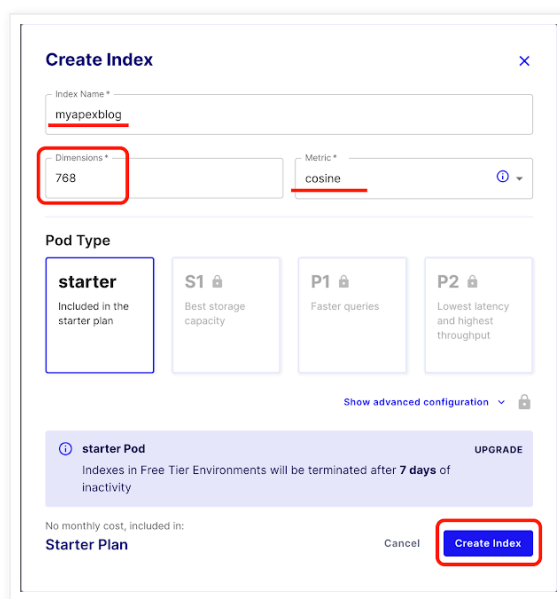 Create Index
Index Name *
myapexblog
Dimensions *
768
Metric *
cosine
Pod Type
starter
Included in the
starter plan
S1
Best storage
capacity
P1
Faster queries
P2
Lowest latency
and highest
throughput
Show advanced configuration
starter Pod
UPGRADE
Indexes in Free Tier Environments will be terminated after 7 days of
inactivity
No monthly cost, included in:
Starter Plan
Cancel
Create Index